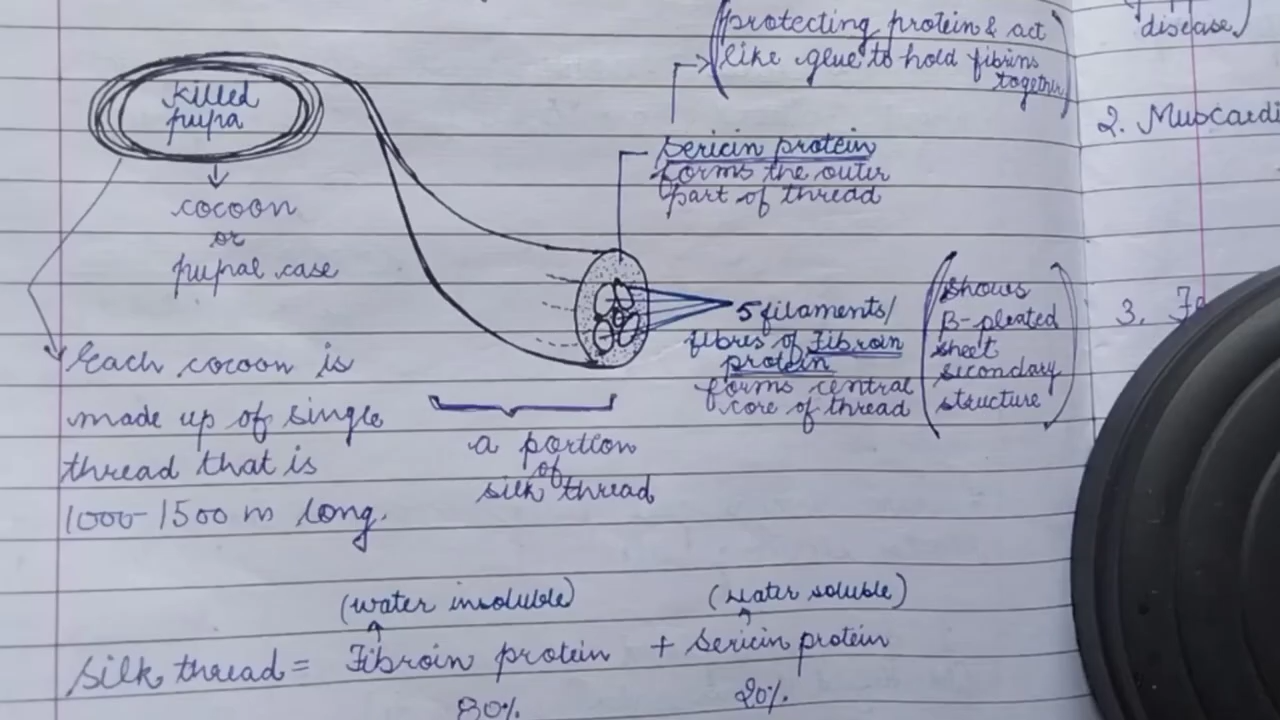 (protecting protein & act
like glue to hold fibrins
together)
disease)
2. Muscardi
killed
pupa
sericin protein
forms the outer
part of thread
cocoon
or
pupal case
5 filaments/
fibres of Fibroin
protein
forms central
core of thread
(shows
β-pleated
sheet
secondary
structure)
3.
Each cocoon is
made up of single
thread that is
1000-1500 m long.
a portion
of
silk thread
(water insoluble)
(water soluble)
silk thread = Fibroin protein + sericin protein
80%
20%